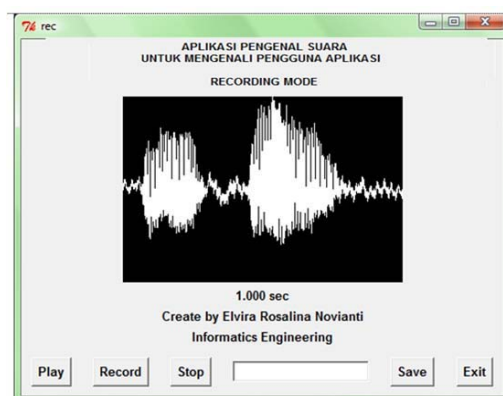 rec
APLIKASI PENGENAL SUARA
UNTUK MENGENALI PENGGUNA APLIKASI
RECORDING MODE
1.000 sec
Create by Elvira Rosalina Novianti
Informatics Engineering
Play Record Stop Save Exit